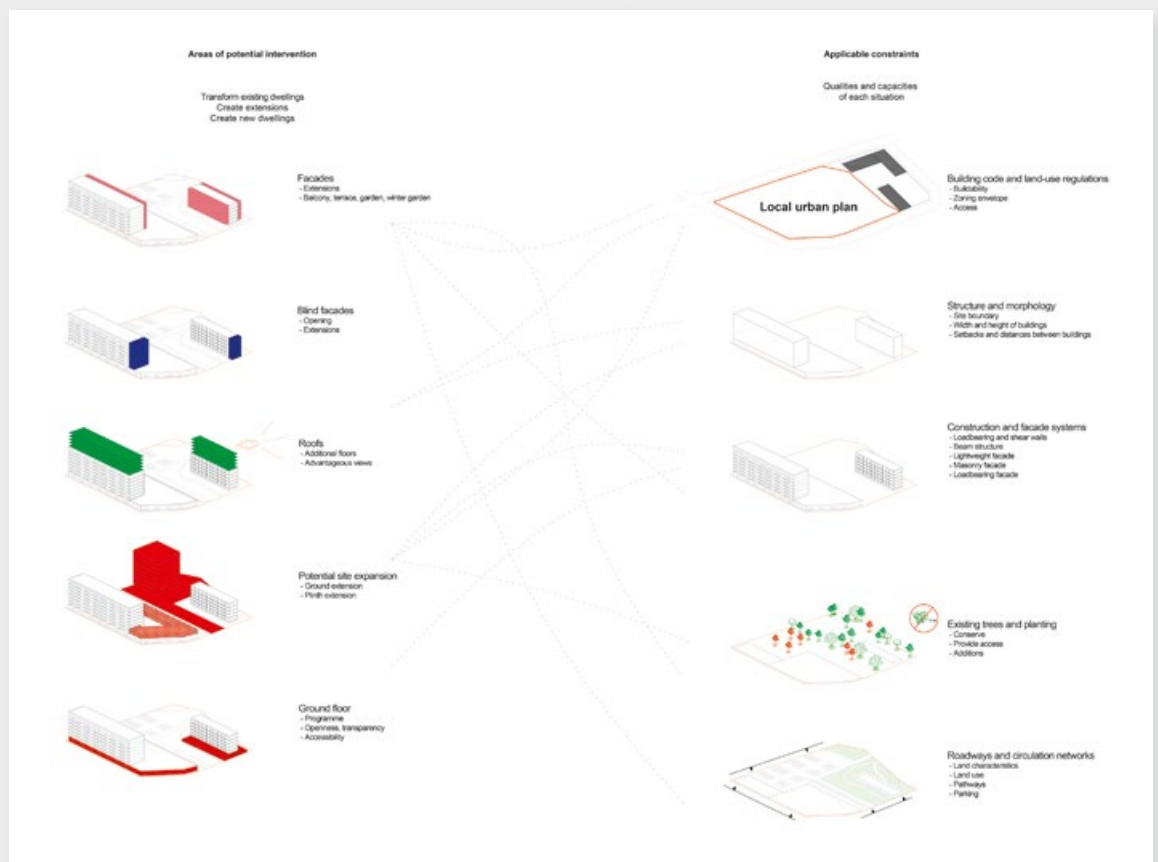 Areas of potential intervention
Transform existing dwellings
Create extensions
Create new dwellings
Facades
- Extensions
- Balcony, terrace, garden, winter garden
Blind facades
- Opening
- Extensions
Roofs
- Additional floors
- Advantageous views
Potential site expansion
- Ground extension
- Plinth extension
Ground floor
- Programme
- Openness, transparency
- Accessibility
Applicable constraints
Qualities and capacities
of each situation
Local urban plan
Building code and land-use regulations
- Buildability
- Zoning envelope
- Access
Structure and morphology
- Site boundary
- Width and height of buildings
- Setbacks and distances between buildings
Construction and facade systems
- Loadbearing and shear walls
- Beam structure
- Lightweight facade
- Masonry facade
- Loadbearing facade
Existing trees and planting
- Conserve
- Provide access
- Additions
Roadways and circulation networks
- Land characteristics
- Land use
- Pathways
- Parking